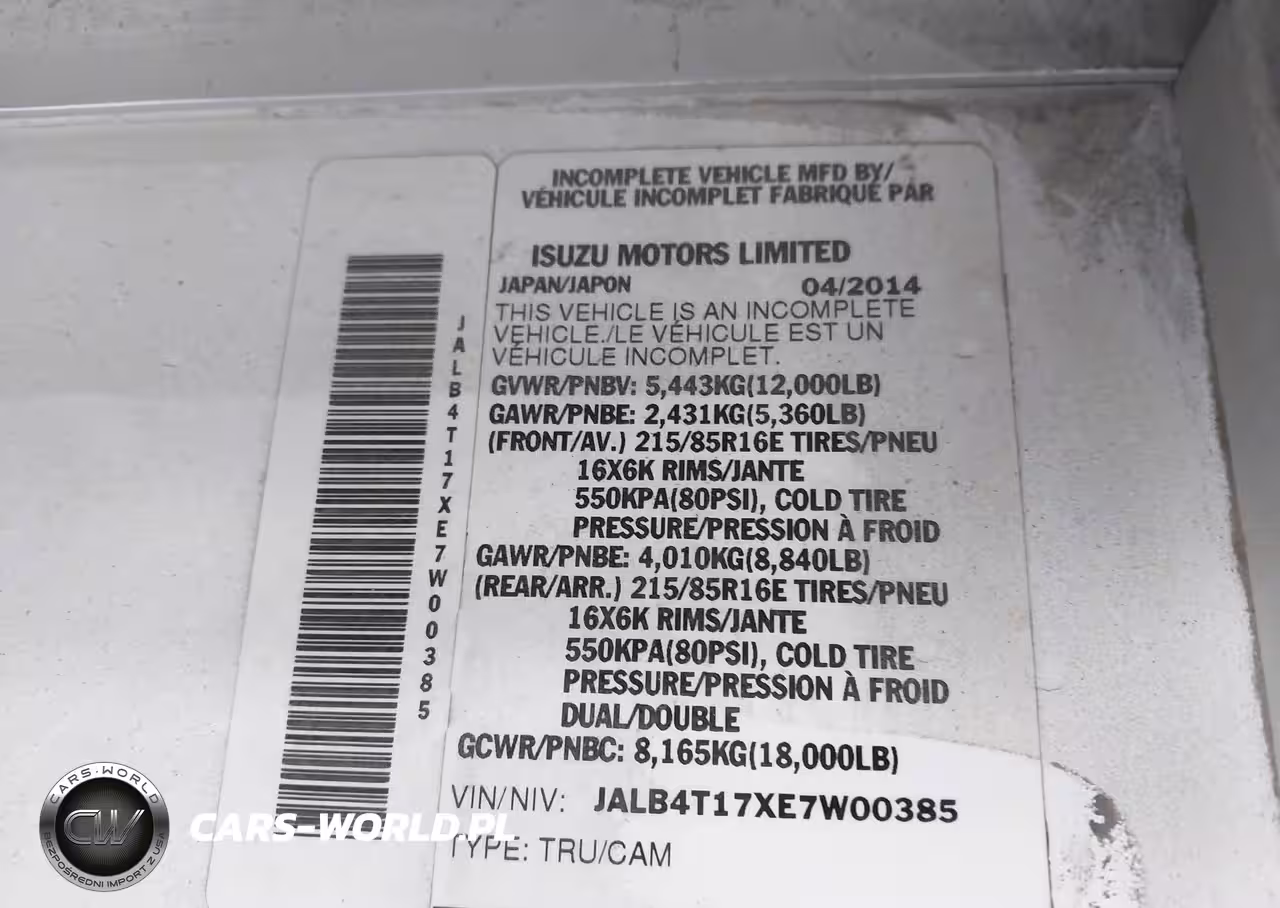 INCOMPLETE VEHICLE MFD BY/
VÉHICULE INCOMPLET FABRIQUÉ PAR
ISUZU MOTORS LIMITED
JAPAN/JAPON 04/2014
THIS VEHICLE IS AN INCOMPLETE
VEHICLE./LE VÉHICULE EST UN
VÉHICULE INCOMPLET.
GVWR/PNBV: 5,443KG(12,000LB)
GAWR/PNBE: 2,431KG(5,360LB)
(FRONT/AV.) 215/85R16E TIRES/PNEU
16X6K RIMS/JANTE
550KPA(80PSI), COLD TIRE
PRESSURE/PRESSION À FROID
GAWR/PNBE: 4,010KG(8,840LB)
(REAR/ARR.) 215/85R16E TIRES/PNEU
16X6K RIMS/JANTE
550KPA(80PSI), COLD TIRE
PRESSURE/PRESSION À FROID
DUAL/DOUBLE
GCWR/PNBC: 8,165KG(18,000LB)
VIN/NIV: JALB4T17XE7W00385
TYPE: TRU/CAM
JALB4T17XE7W00385
CARS-WORLD
CW
BEZPOŚREDNI IMPORT Z USA
CARS-WORLD.PL